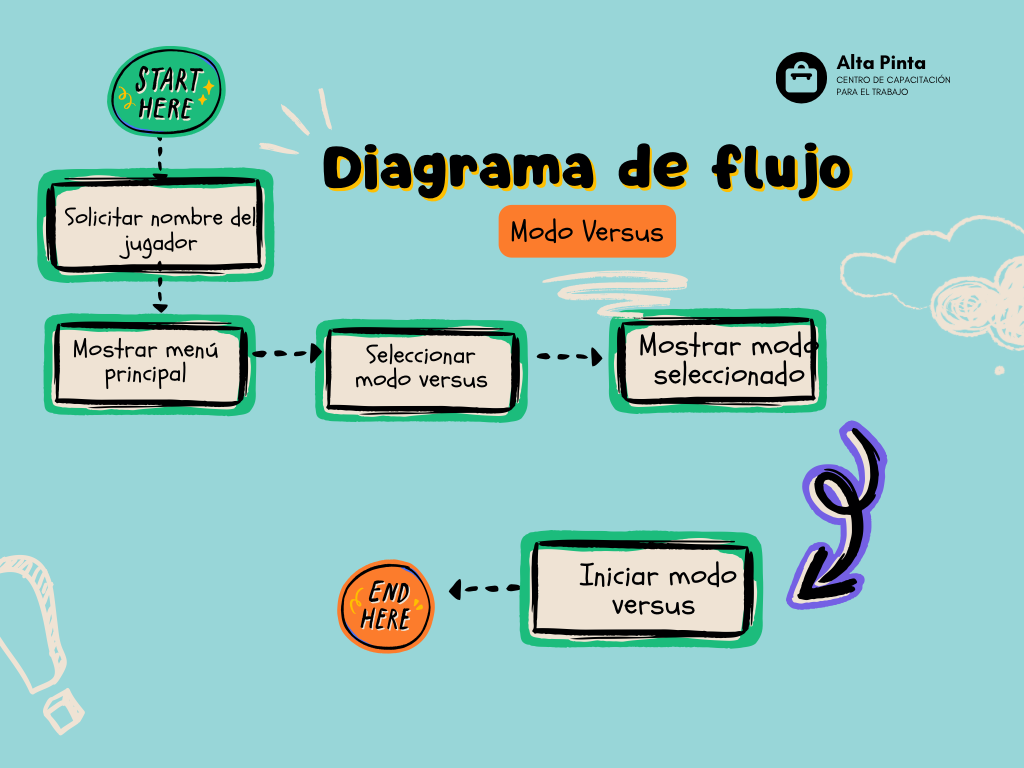 START
HERE
Alta Pinta
CENTRO DE CAPACITACIÓN
PARA EL TRABAJO
Diagrama de flujo
Modo Versus
Solicitar nombre del
jugador
Mostrar menú
principal
Seleccionar
modo versus
Mostrar modo
seleccionado
Iniciar modo
versus
END
HERE